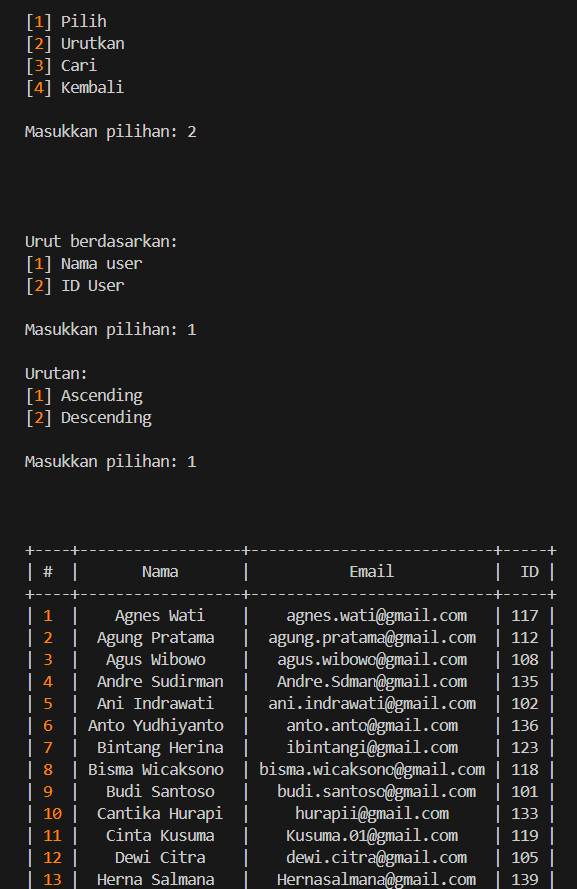 [1] Pilih
[2] Urutkan
[3] Cari
[4] Kembali
Masukkan pilihan: 2
Urut berdasarkan:
[1] Nama user
[2] ID User
Masukkan pilihan: 1
Urutan:
[1] Ascending
[2] Descending
Masukkan pilihan: 1
+----+------------------+---------------------------+-----+
| #  |       Nama       |           Email           |  ID |
+----+------------------+---------------------------+-----+
| 1  |    Agnes Wati    |    agnes.wati@gmail.com   | 117 |
| 2  |  Agung Pratama   |  agung.pratama@gmail.com  | 112 |
| 3  |   Agus Wibowo    |   agus.wibowo@gmail.com   | 108 |
| 4  |  Andre Sudirman  |   Andre.Sdman@gmail.com   | 135 |
| 5  |   Ani Indrawati  |  ani.indrawati@gmail.com  | 102 |
| 6  | Anto Yudhiyanto  |    anto.anto@gmail.com    | 136 |
| 7  |  Bintang Herina  |    ibintangi@gmail.com    | 123 |
| 8  | Bisma Wicaksono  | bisma.wicaksono@gmail.com | 118 |
| 9  |   Budi Santoso   |   budi.santoso@gmail.com  | 101 |
| 10 |  Cantika Hurapi  |     hurapii@gmail.com     | 133 |
| 11 |   Cinta Kusuma   |    Kusuma.01@gmail.com    | 119 |
| 12 |    Dewi Citra    |    dewi.citra@gmail.com   | 105 |
| 13 |  Herna Salmana   |   Hernasalmana@gmail.com  | 139 |